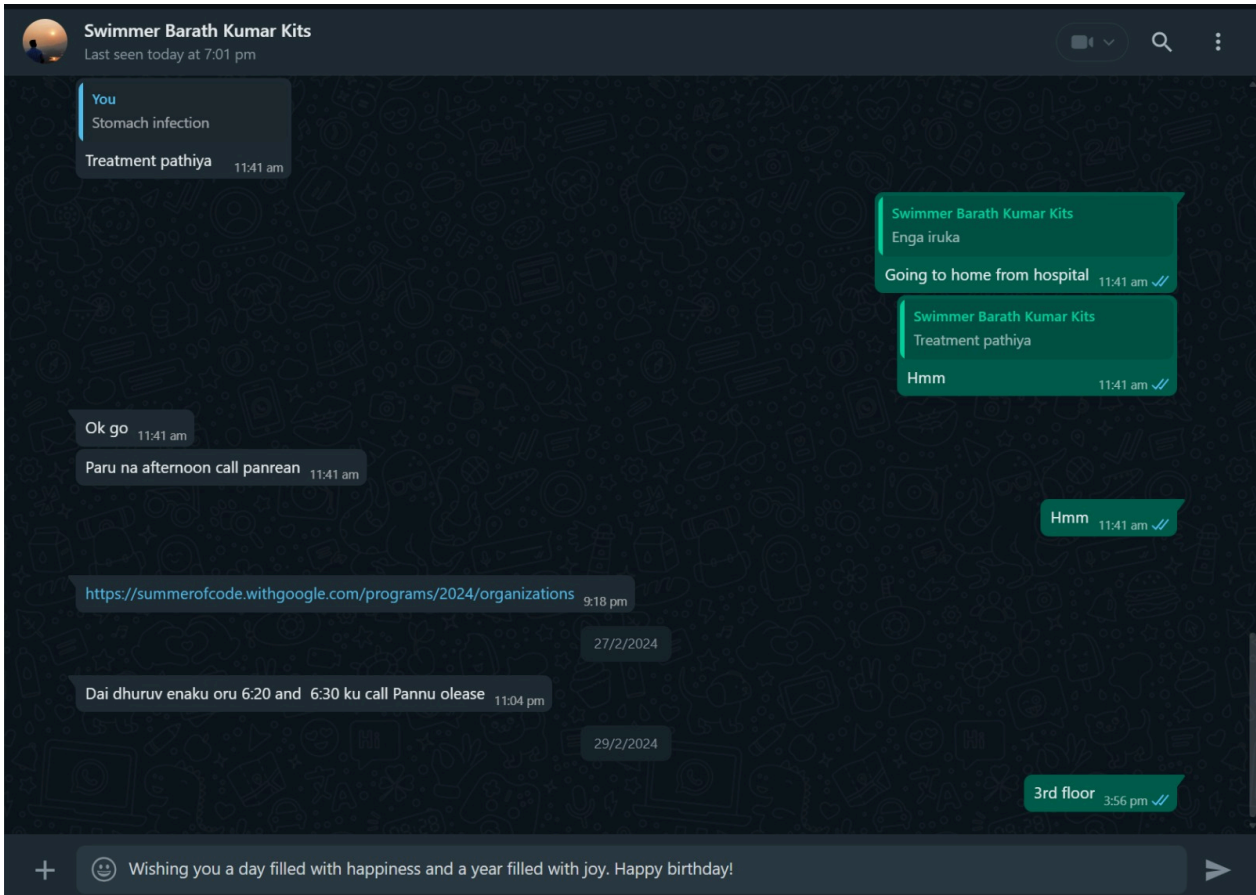 Swimmer Barath Kumar Kits
Last seen today at 7:01 pm
You
Stomach infection
Treatment pathiya 11:41 am
Swimmer Barath Kumar Kits
Enga iruka
Going to home from hospital 11:41 am
Swimmer Barath Kumar Kits
Treatment pathiya
Hmm 11:41 am
Ok go 11:41 am
Paru na afternoon call panrean 11:41 am
Hmm 11:41 am
https://summerofcode.withgoogle.com/programs/2024/organizations 9:18 pm
27/2/2024
Dai dhuruv enaku oru 6:20 and  6:30 ku call Pannu olease 11:04 pm
29/2/2024
3rd floor 3:56 pm
Wishing you a day filled with happiness and a year filled with joy. Happy birthday!